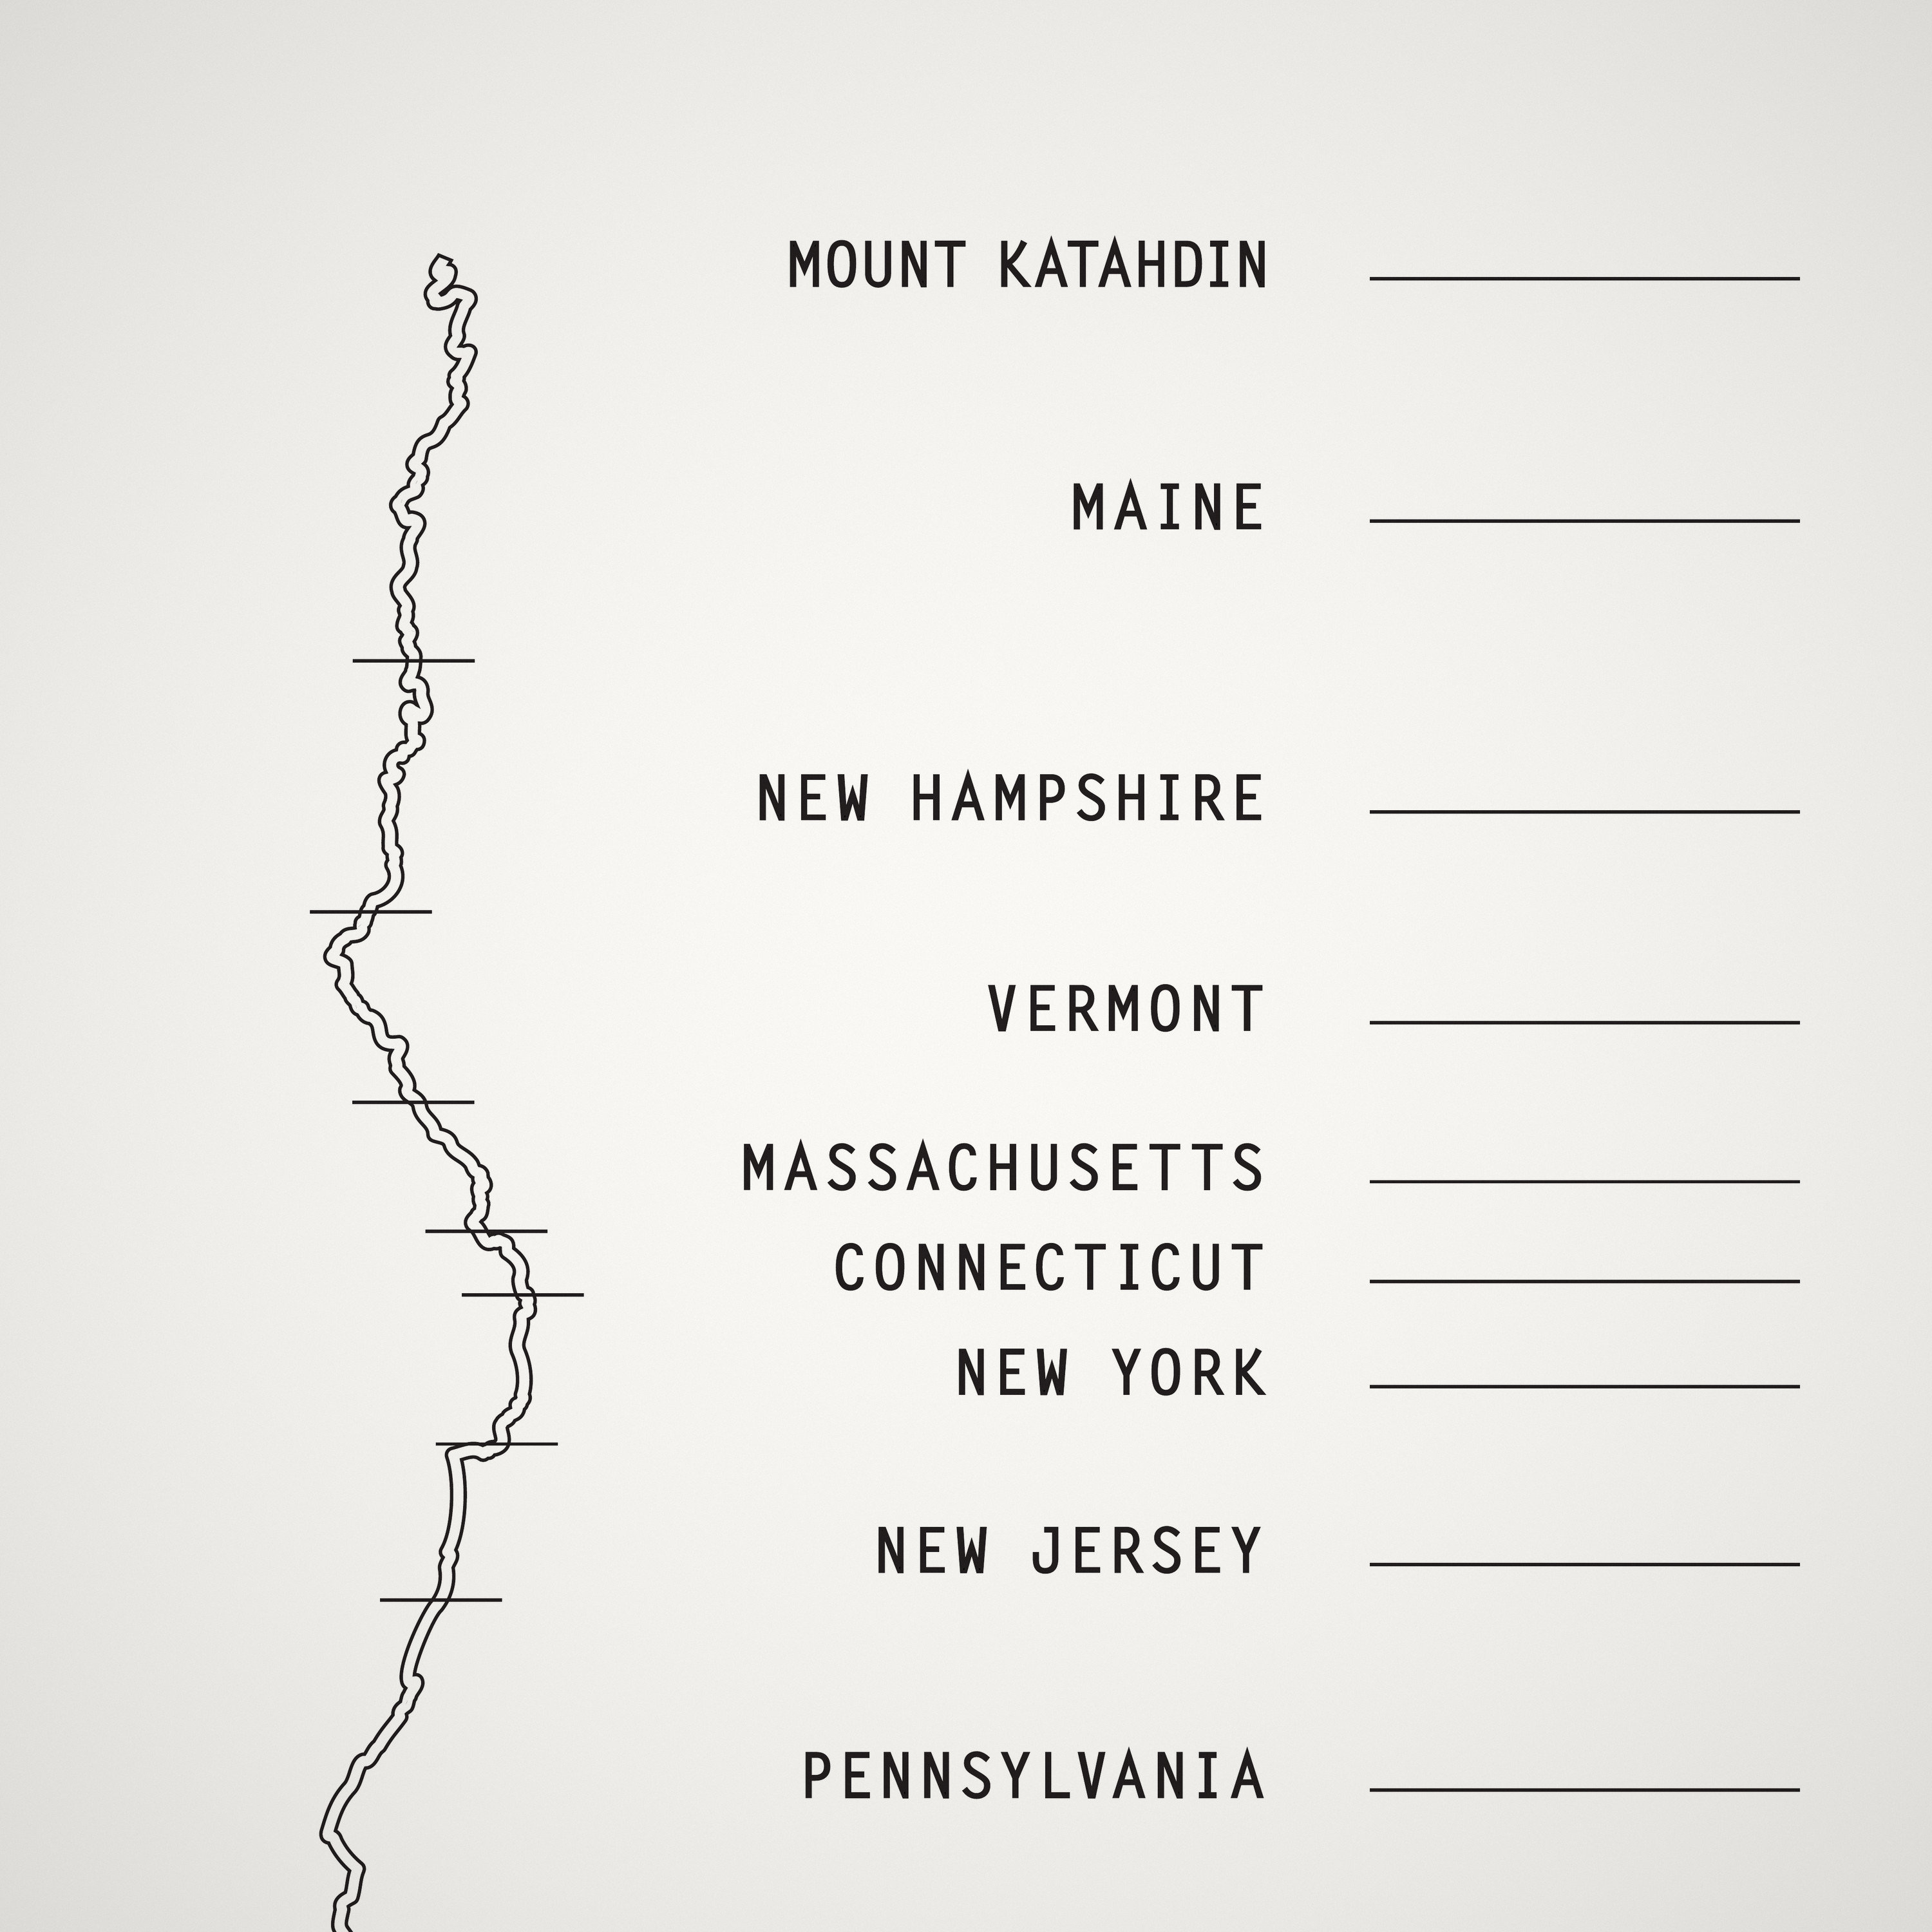 MOUNT KATAHDIN
MAINE
NEW HAMPSHIRE
VERMONT
MASSACHUSETTS
CONNECTICUT
NEW YORK
NEW JERSEY
PENNSYLVANIA